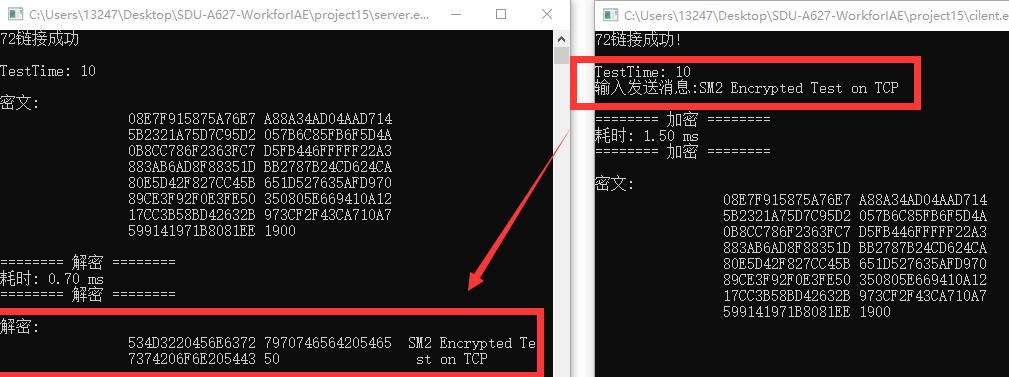 C:\Users\13247\Desktop\SDU-A627-WorkforIAE\project15\server.e...
72链接成功
TestTime: 10
密文:
08E7F915875A76E7 A88A34AD04AAD714
5B2321A75D7C95D2 057B6C85FB6F5D4A
0B8CC786F2363FC7 D5FB446FFFFF22A3
883AB6AD8F88351D BB2787B24CD624CA
80E5D42F827CC45B 651D527635AFD970
89CE3F92F0E3FE50 350805E669410A12
17CC3B58BD42632B 973CF2F43CA710A7
599141971B8081EE 1900
======== 解密 ========
耗时: 0.70 ms
======== 解密 ========
解密:
534D3220456E6372 7970746564205465 SM2 Encrypted Te
7374206F6E205443 50 st on TCP
C:\Users\13247\Desktop\SDU-A627-WorkforIAE\project15\cilent.e
72链接成功!
TestTime: 10
输入发送消息:SM2 Encrypted Test on TCP
======== 加密 ========
耗时: 1.50 ms
======== 加密 ========
密文:
08E7F915875A76E7 A88A34AD04AAD714
5B2321A75D7C95D2 057B6C85FB6F5D4A
0B8CC786F2363FC7 D5FB446FFFFF22A3
883AB6AD8F88351D BB2787B24CD624CA
80E5D42F827CC45B 651D527635AFD970
89CE3F92F0E3FE50 350805E669410A12
17CC3B58BD42632B 973CF2F43CA710A7
599141971B8081EE 1900